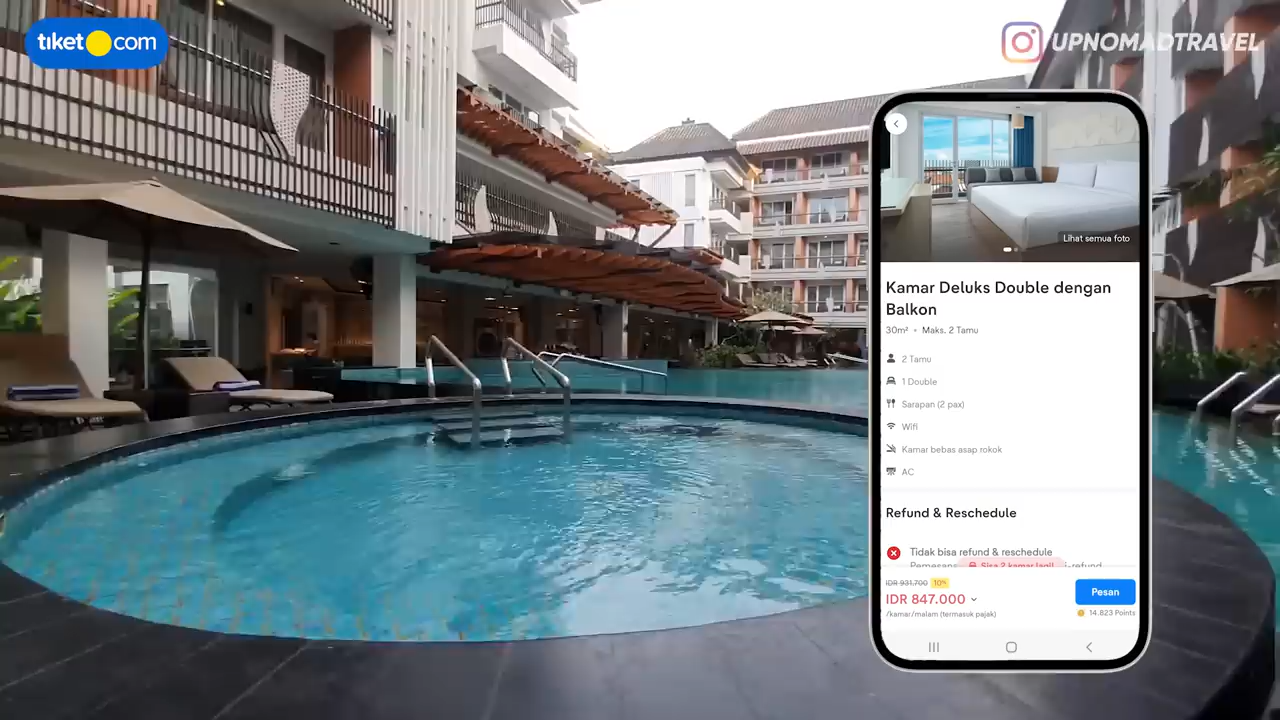 tiket.com
UPNOMADTRAVEL
Lihat semua foto
Kamar Deluks Double dengan
Balkon
30m² • Maks. 2 Tamu
2 Tamu
1 Double
Sarapan (2 pax)
Wifi
Kamar bebas asap rokok
AC
Refund & Reschedule
Tidak bisa refund & reschedule
Sisa 2 kamar lagi!
IDR 931.700 10%
IDR 847.000
/kamar/malam (termasuk pajak)
Pesan
14.823 Points